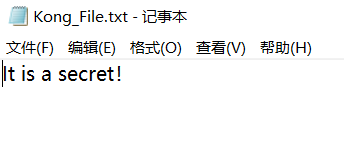 Kong_File.txt - 记事本
文件(F) 编辑(E) 格式(O) 查看(V) 帮助(H)
It is a secret!